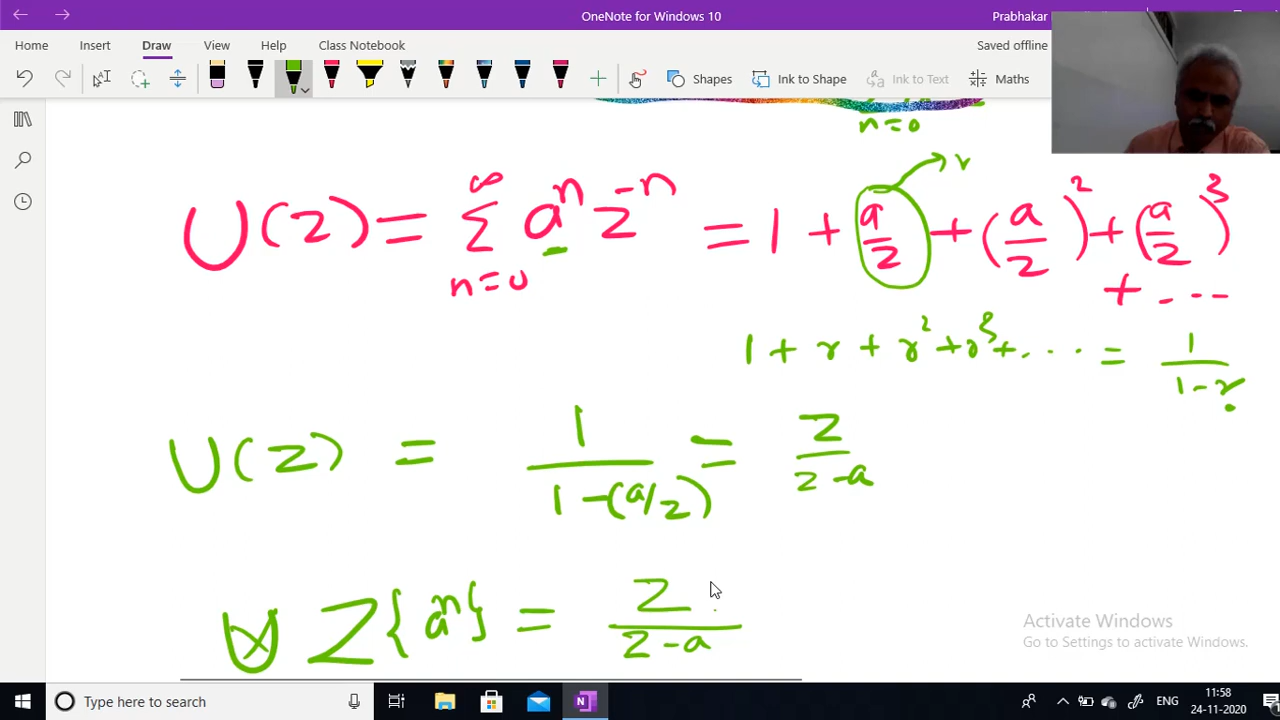 OneNote for Windows 10
Prabhakar
Home Insert Draw View Help Class Notebook
Saved offline
Shapes Ink to Shape Ink to Text Maths
n=0
U(z) = ∞ Σ n=0 aⁿ z⁻ⁿ = 1 + a/z + (a/z)² + (a/z)³
→ r
+ ...
1 + r + r² + r³ + .... = 1/(1-r)
U(z) = 1/(1-(a/z)) = z/(z-a)
Z{aⁿ} = z/(z-a)
Activate Windows
Go to Settings to activate Windows.
Type here to search
ENG
11:58
24-11-2020